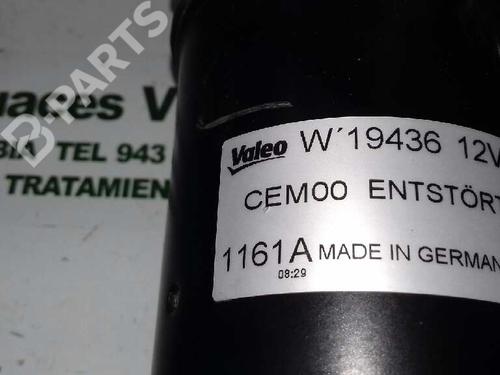 B-PARTS
uaces V
BIA TEL 943
TRATAMIEN
Valeo W´19436 12V
CEM00 ENTSTÖRT
1161A MADE IN GERMAN
08:29